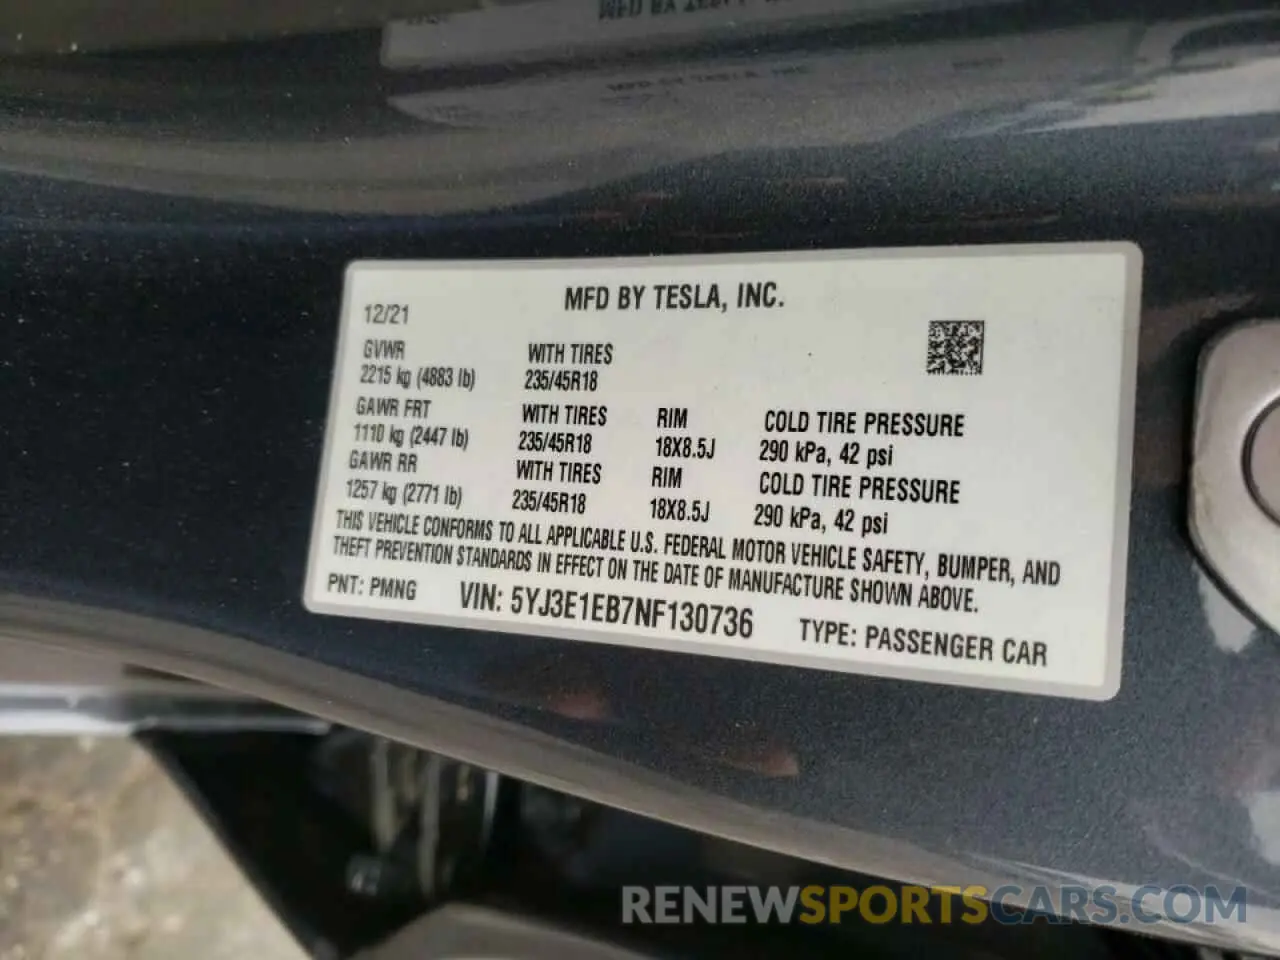 MFD BY TESLA, INC.
12/21
GVWR WITH TIRES
2215 kg (4883 lb) 235/45R18
GAWR FRT WITH TIRES RIM COLD TIRE PRESSURE
1110 kg (2447 lb) 235/45R18 18X8.5J 290 kPa, 42 psi
GAWR RR WITH TIRES RIM COLD TIRE PRESSURE
1257 kg (2771 lb) 235/45R18 18X8.5J 290 kPa, 42 psi
THIS VEHICLE CONFORMS TO ALL APPLICABLE U.S. FEDERAL MOTOR VEHICLE SAFETY, BUMPER, AND
THEFT PREVENTION STANDARDS IN EFFECT ON THE DATE OF MANUFACTURE SHOWN ABOVE.
PNT: PMNG VIN: 5YJ3E1EB7NF130736 TYPE: PASSENGER CAR
RENEWSPORTSCARS.COM